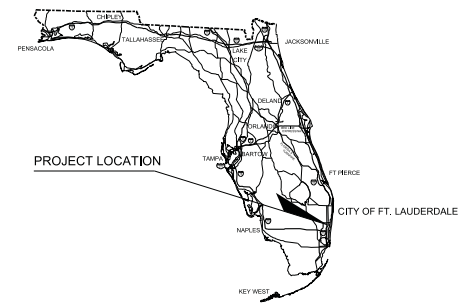 CHIPLEY
PENSACOLA
TALLAHASSEE
LAKE
CITY
JACKSONVILLE
DELAND
ORLANDO
TAMPA
BARTOW
PROJECT LOCATION
FT PIERCE
CITY OF FT. LAUDERDALE
NAPLES
KEY WEST